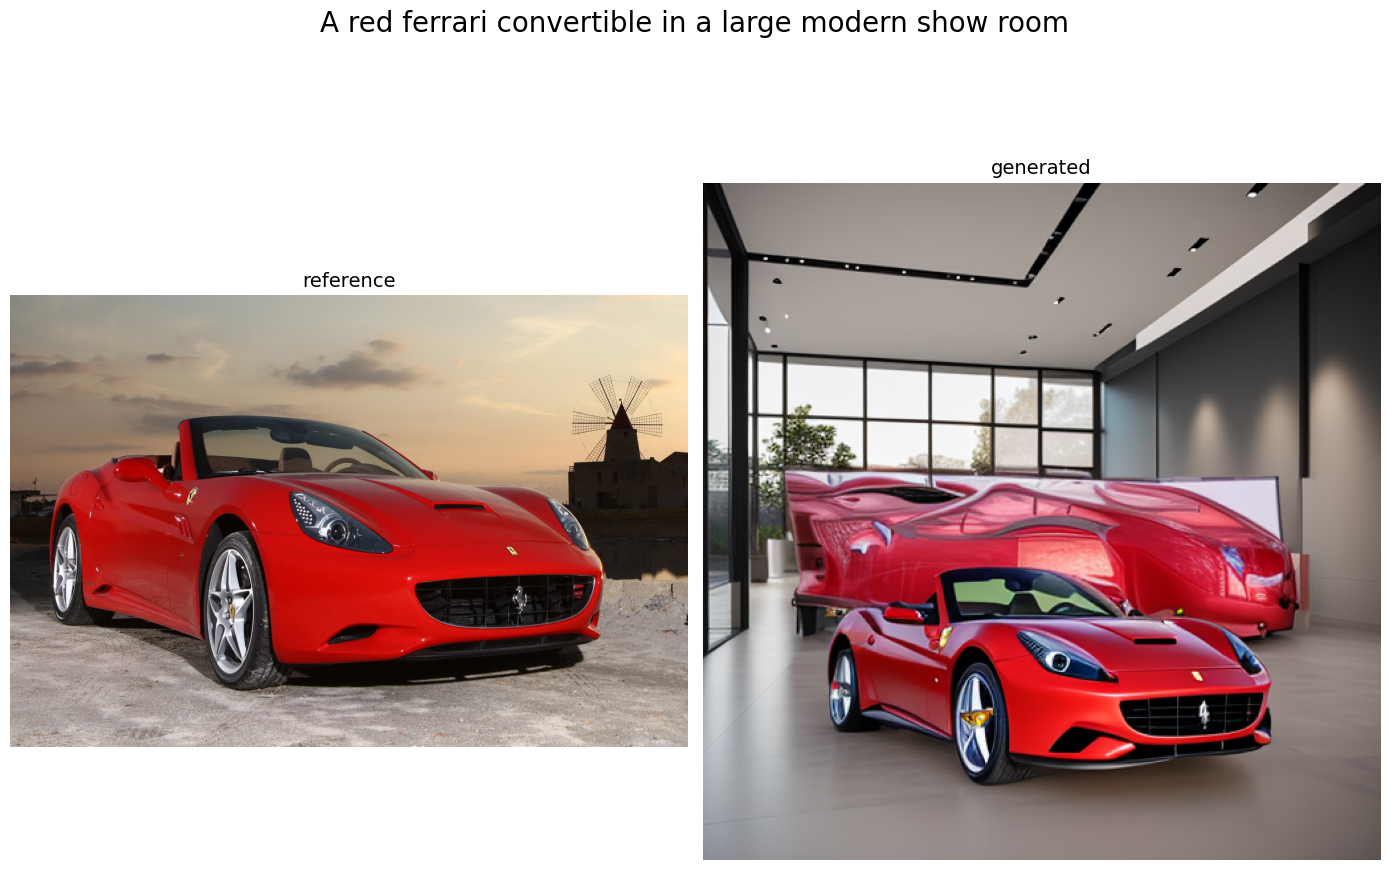 A red ferrari convertible in a large modern show room
reference
generated